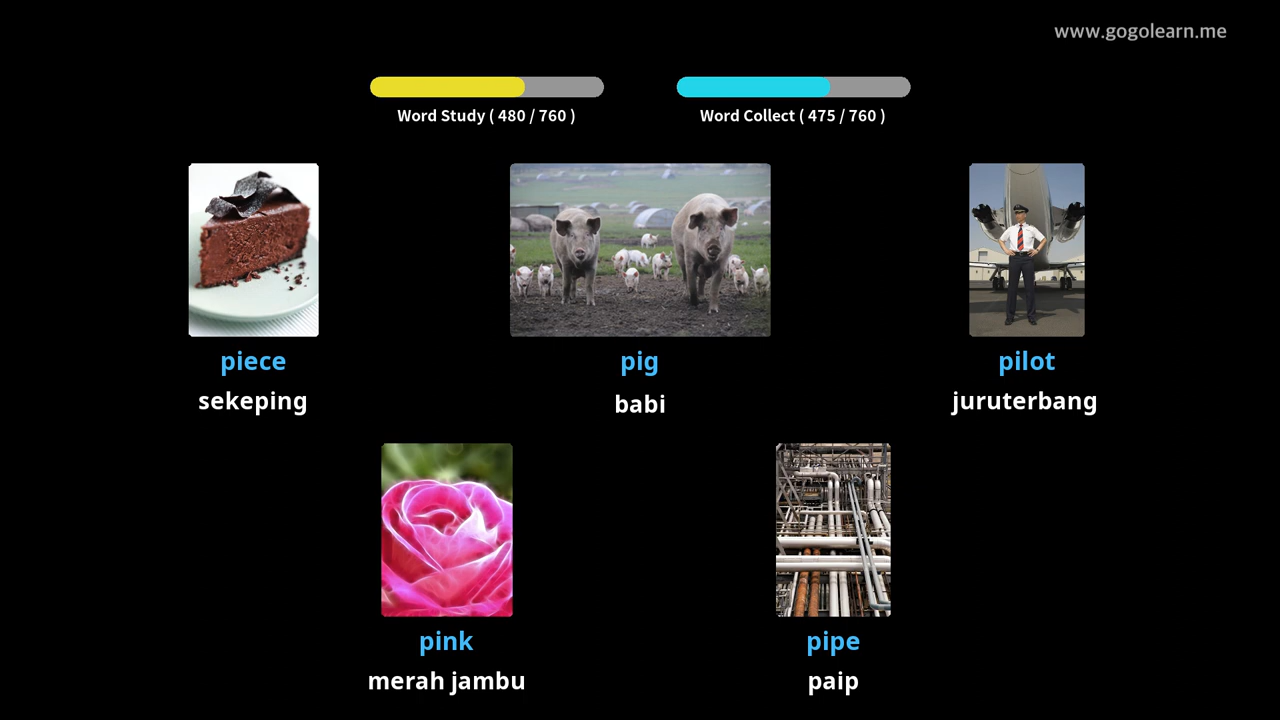 www.gogolearn.me
Word Study ( 480 / 760 )
Word Collect ( 475 / 760 )
piece
sekeping
pig
babi
pilot
juruterbang
pink
merah jambu
pipe
paip